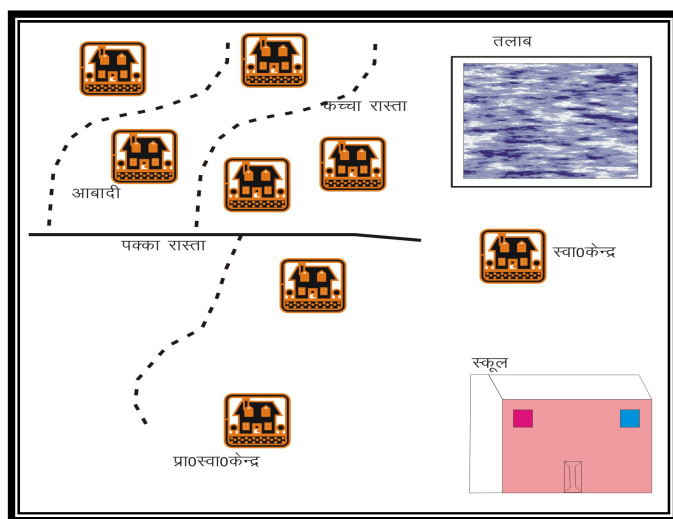 तलाब
कच्चा रास्ता
आबादी
पक्का रास्ता
स्वा0केन्द्र
स्कूल
प्रा0स्वा0केन्द्र